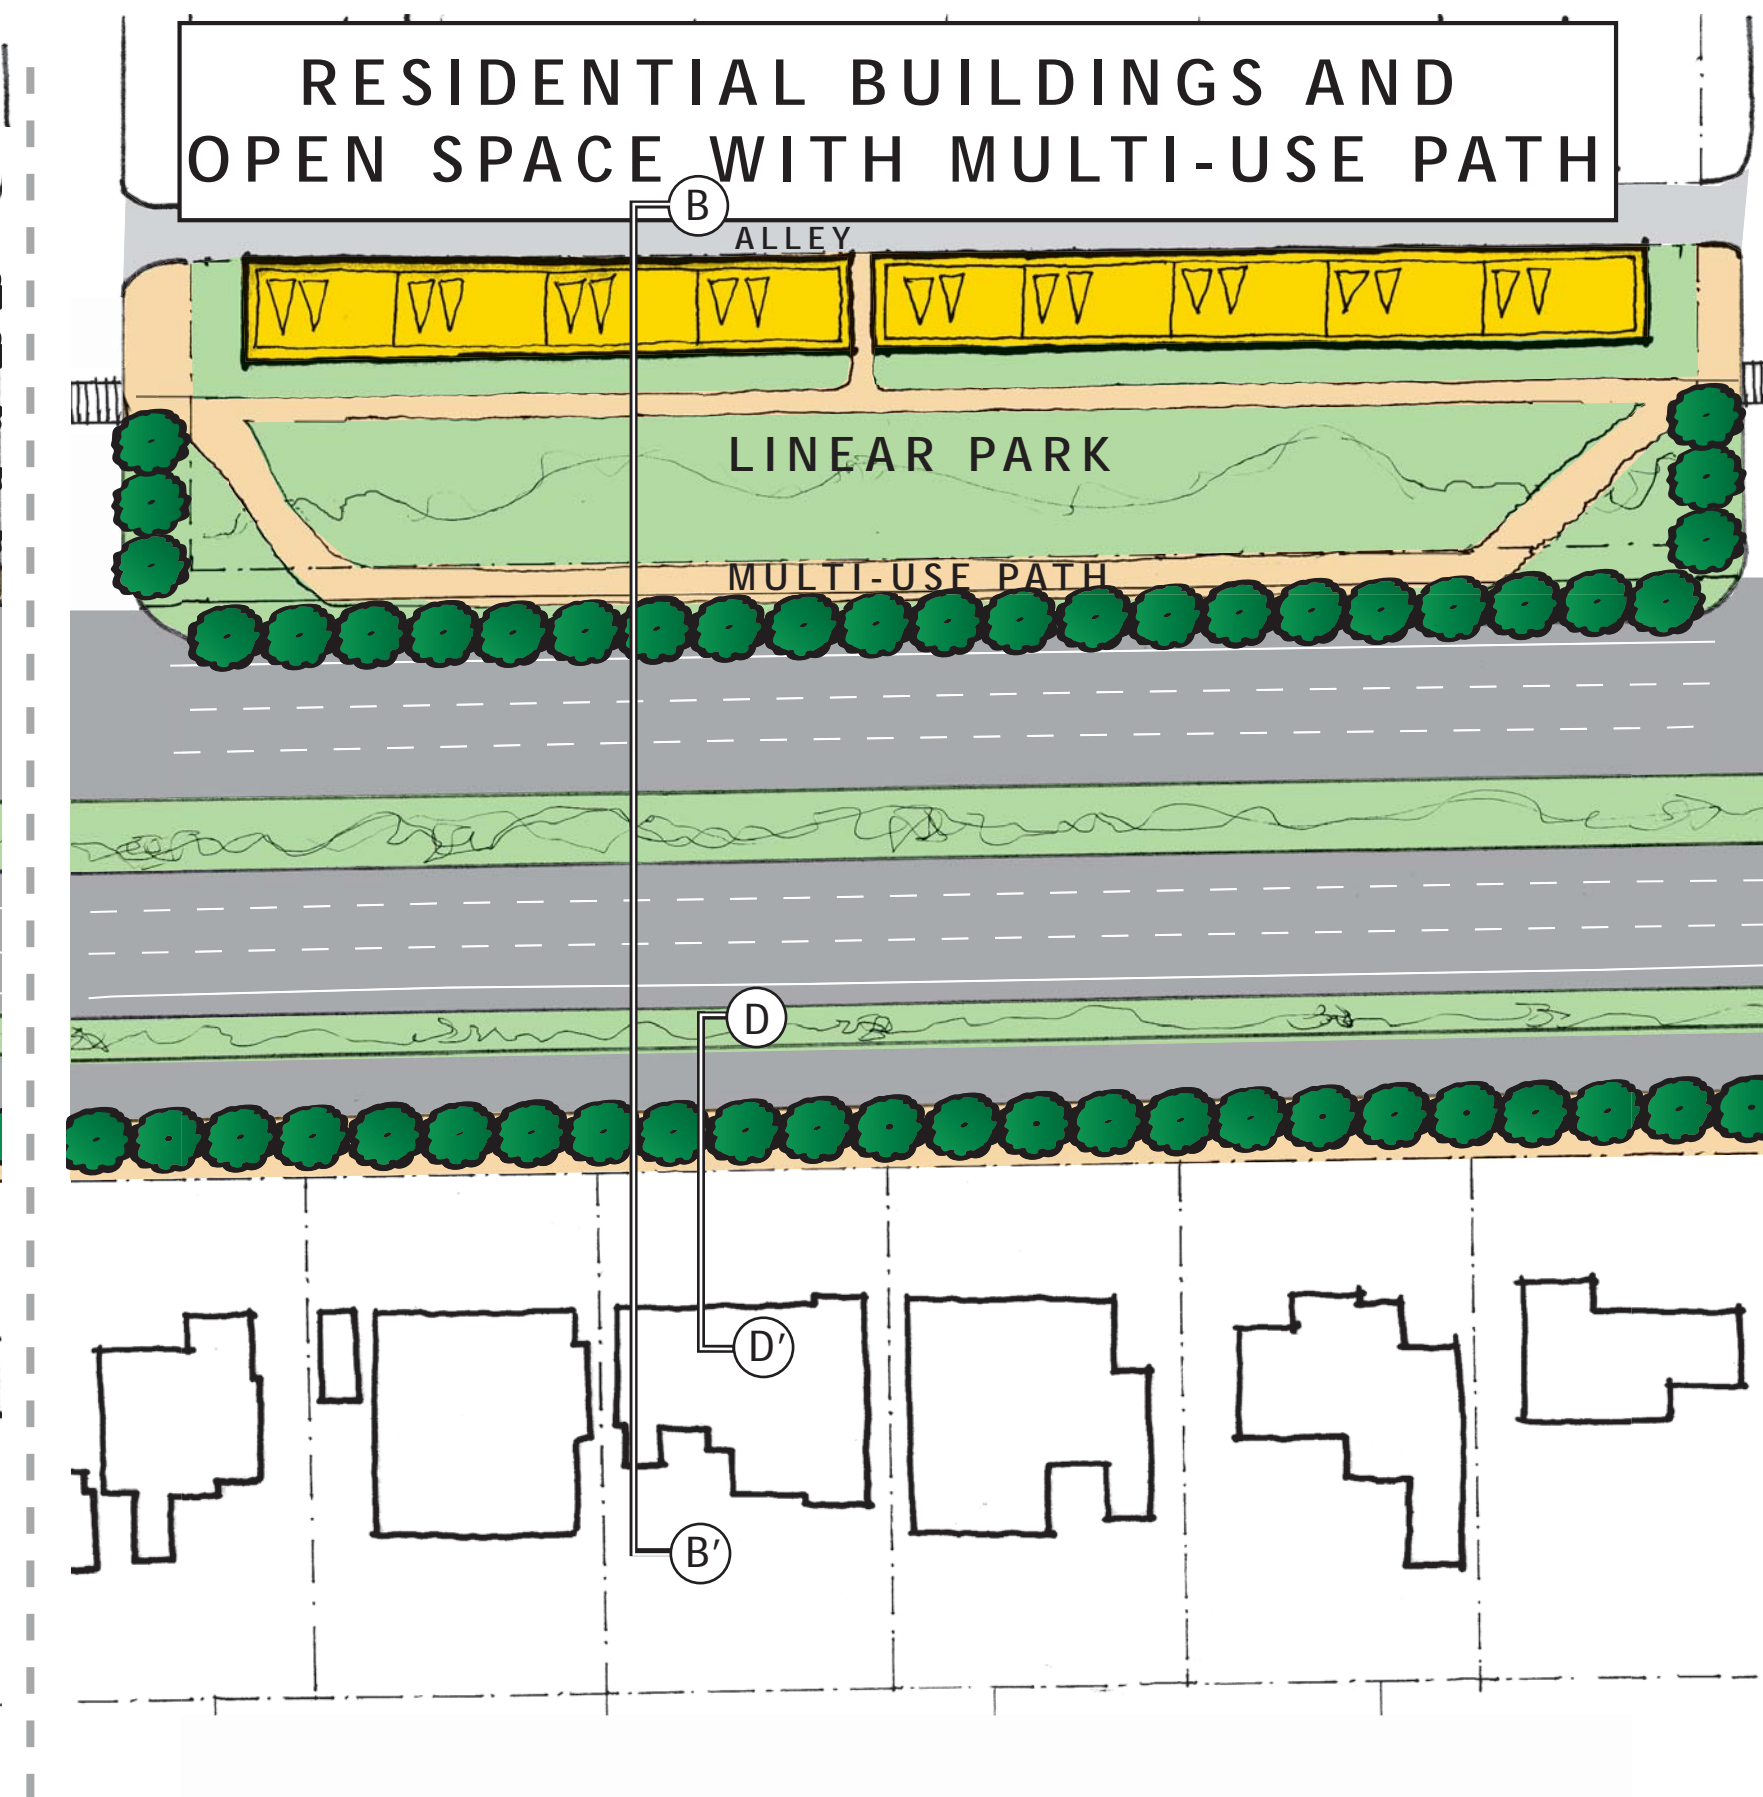 RESIDENTIAL BUILDINGS AND
OPEN SPACE WITH MULTI-USE PATH
B
ALLEY
LINEAR PARK
MULTI-USE PATH
D
D′
B′